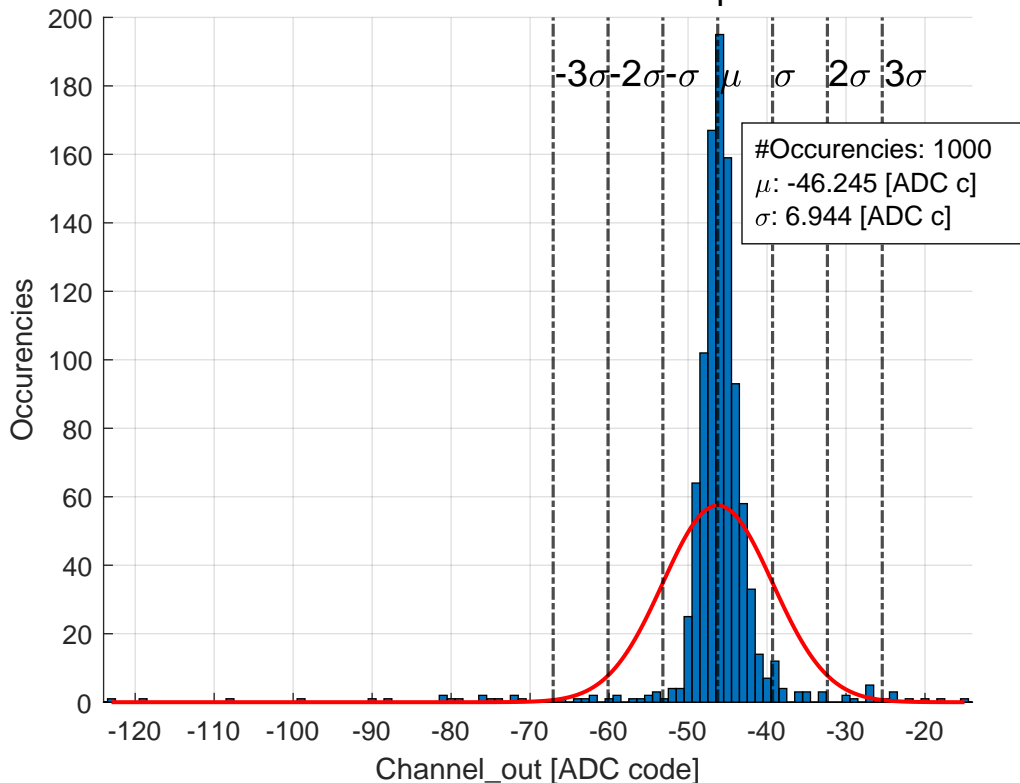 200
180
160
140
120
100
80
60
40
20
0
Occurencies
-3σ -2σ -σ μ σ 2σ 3σ
#Occurencies: 1000
μ: -46.245 [ADC c]
σ: 6.944 [ADC c]
-120 -110 -100 -90 -80 -70 -60 -50 -40 -30 -20
Channel_out [ADC code]